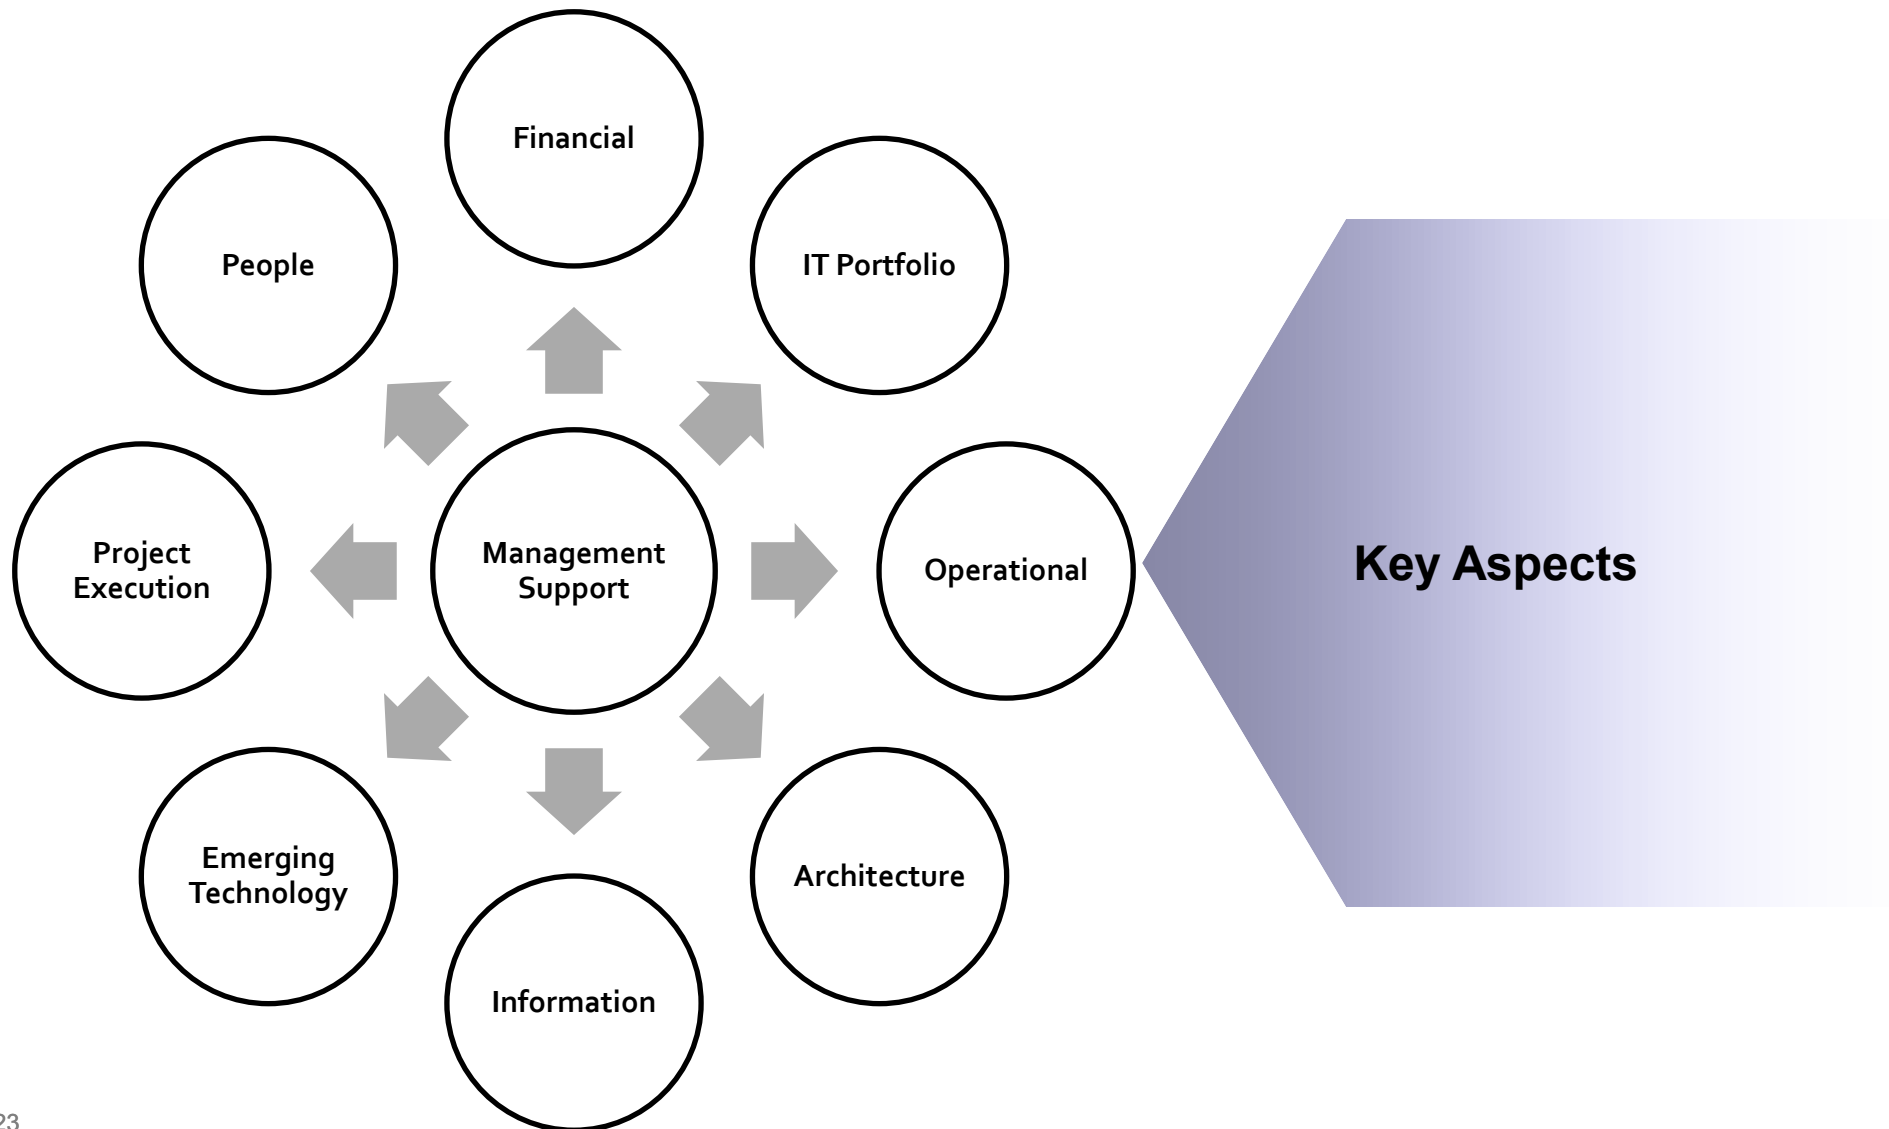 Financial
People
IT Portfolio
Project
Execution
Management
Support
Operational
Key Aspects
Emerging
Technology
Architecture
Information
23